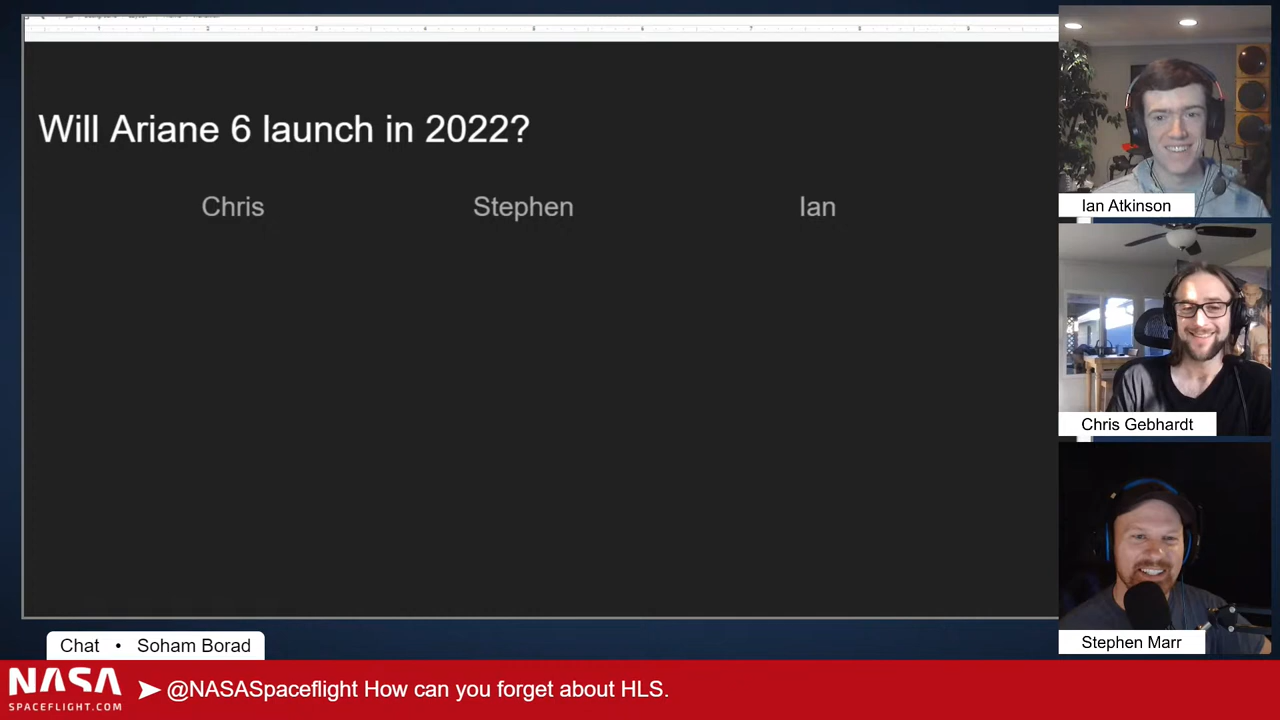 Will Ariane 6 launch in 2022?
Chris
Stephen
Ian
Ian Atkinson
Chris Gebhardt
Stephen Marr
Chat • Soham Borad
NASA
SPACEFLIGHT.COM
@NASASpaceflight How can you forget about HLS.